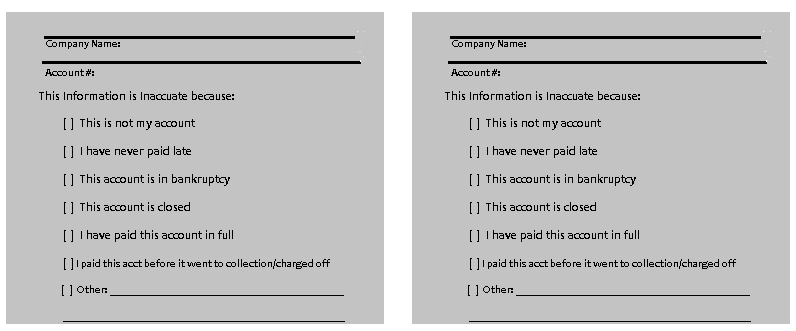 Company Name:
Account #:
This Information is Inaccuate because:
[ ] This is not my account
[ ] I have never paid late
[ ] This account is in bankruptcy
[ ] This account is closed
[ ] I have paid this account in full
[ ] I paid this acct before it went to collection/charged off
[ ] Other:
Company Name:
Account #:
This Information is Inaccuate because:
[ ] This is not my account
[ ] I have never paid late
[ ] This account is in bankruptcy
[ ] This account is closed
[ ] I have paid this account in full
[ ] I paid this acct before it went to collection/charged off
[ ] Other: